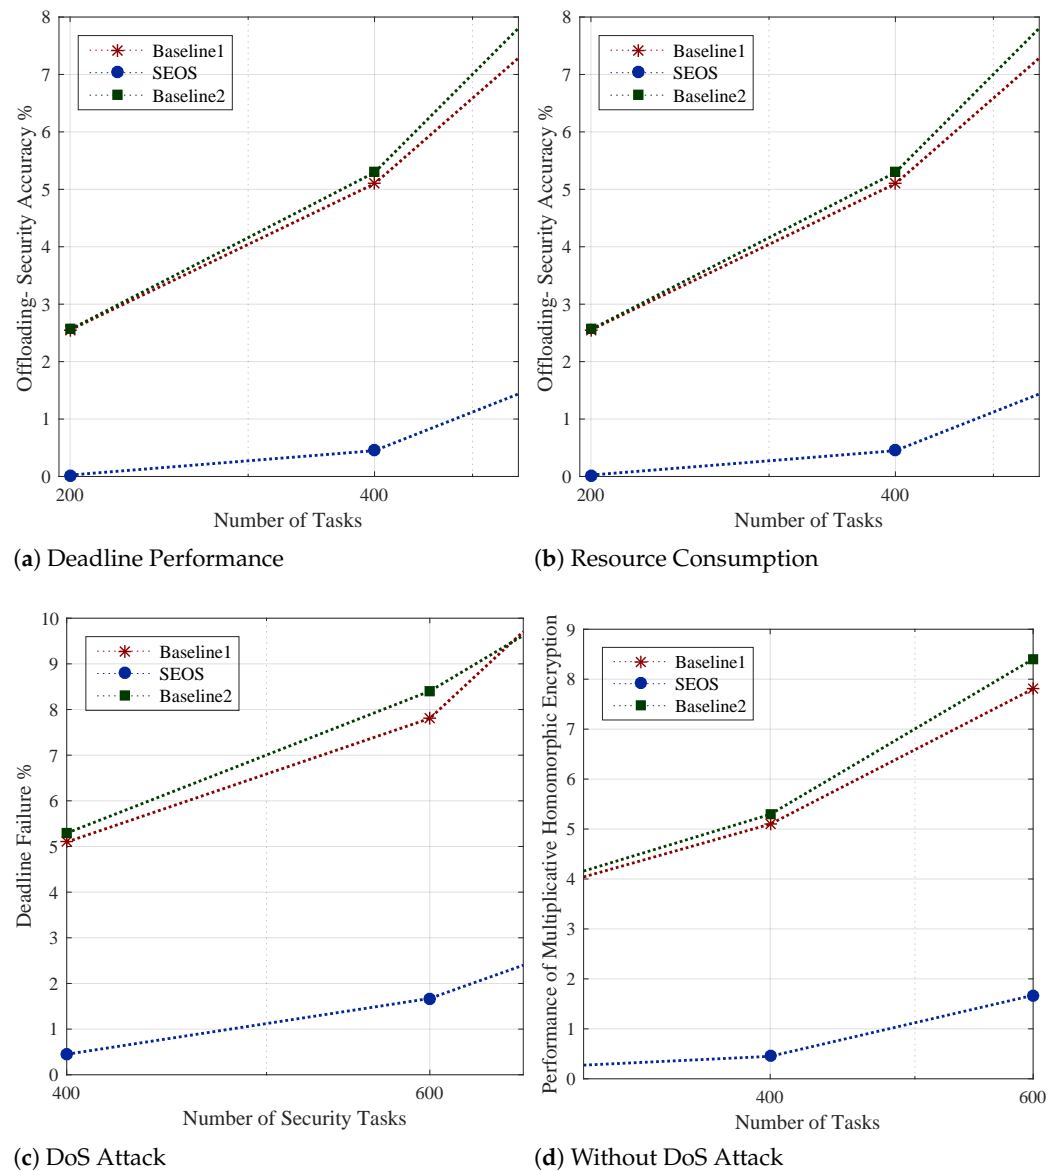 8
7
6
5
4
3
2
1
0
Offloading- Security Accuracy %
Baseline1
SEOS
Baseline2
200
400
Number of Tasks
(a) Deadline Performance
8
7
6
5
4
3
2
1
0
Offloading- Security Accuracy %
Baseline1
SEOS
Baseline2
200
400
Number of Tasks
(b) Resource Consumption
10
9
8
7
6
5
4
3
2
1
0
Deadline Failure %
Baseline1
SEOS
Baseline2
400
600
Number of Security Tasks
(c) DoS Attack
9
8
7
6
5
4
3
2
1
0
Performance of Multiplicative Homomorphic Encryption
Baseline1
SEOS
Baseline2
400
600
Number of Tasks
(d) Without DoS Attack